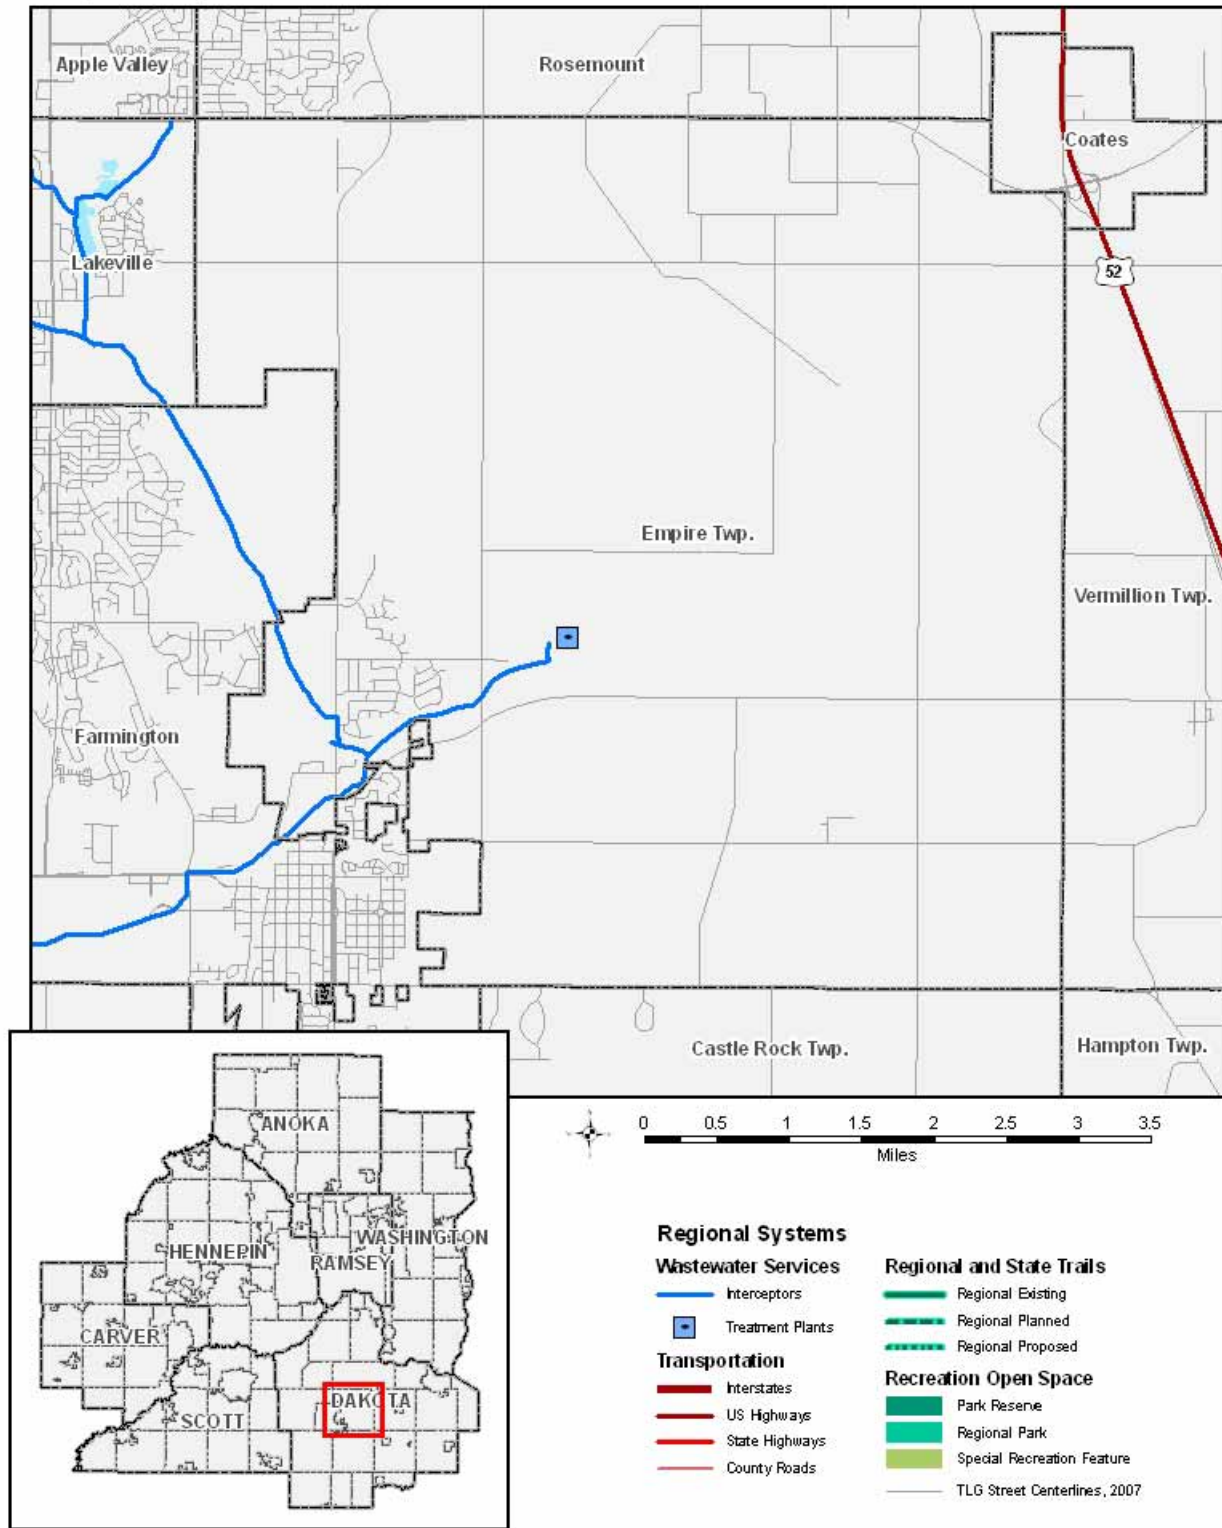 Apple Valley
Rosemount
Coates
Lakeville
52
Empire Twp.
Vermillion Twp.
Farmington
Castle Rock Twp.
Hampton Twp.
ANOKA
HENNEPIN
RAMSEY
WASHINGTON
CARVER
SCOTT
DAKOTA
0 0.5 1 1.5 2 2.5 3 3.5
Miles
Regional Systems
Wastewater Services
Interceptors
Treatment Plants
Transportation
Interstates
US Highways
State Highways
County Roads
Regional and State Trails
Regional Existing
Regional Planned
Regional Proposed
Recreation Open Space
Park Reserve
Regional Park
Special Recreation Feature
TLG Street Centerlines, 2007